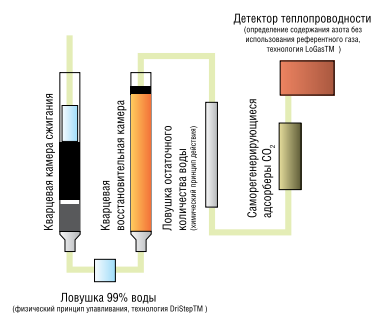 Детектор теплопроводности
(определение содержания азота без
использования референтного газа,
технология LoGasTM )
Кварцевая камера сжигания
Кварцевая
восстановительная камера
Ловушка остаточного
количества воды
(химический принцип действия)
Саморегенерирующиеся
адсорберы CO2
Ловушка 99% воды
(физический принцип улавливания, технология DriStepTM )